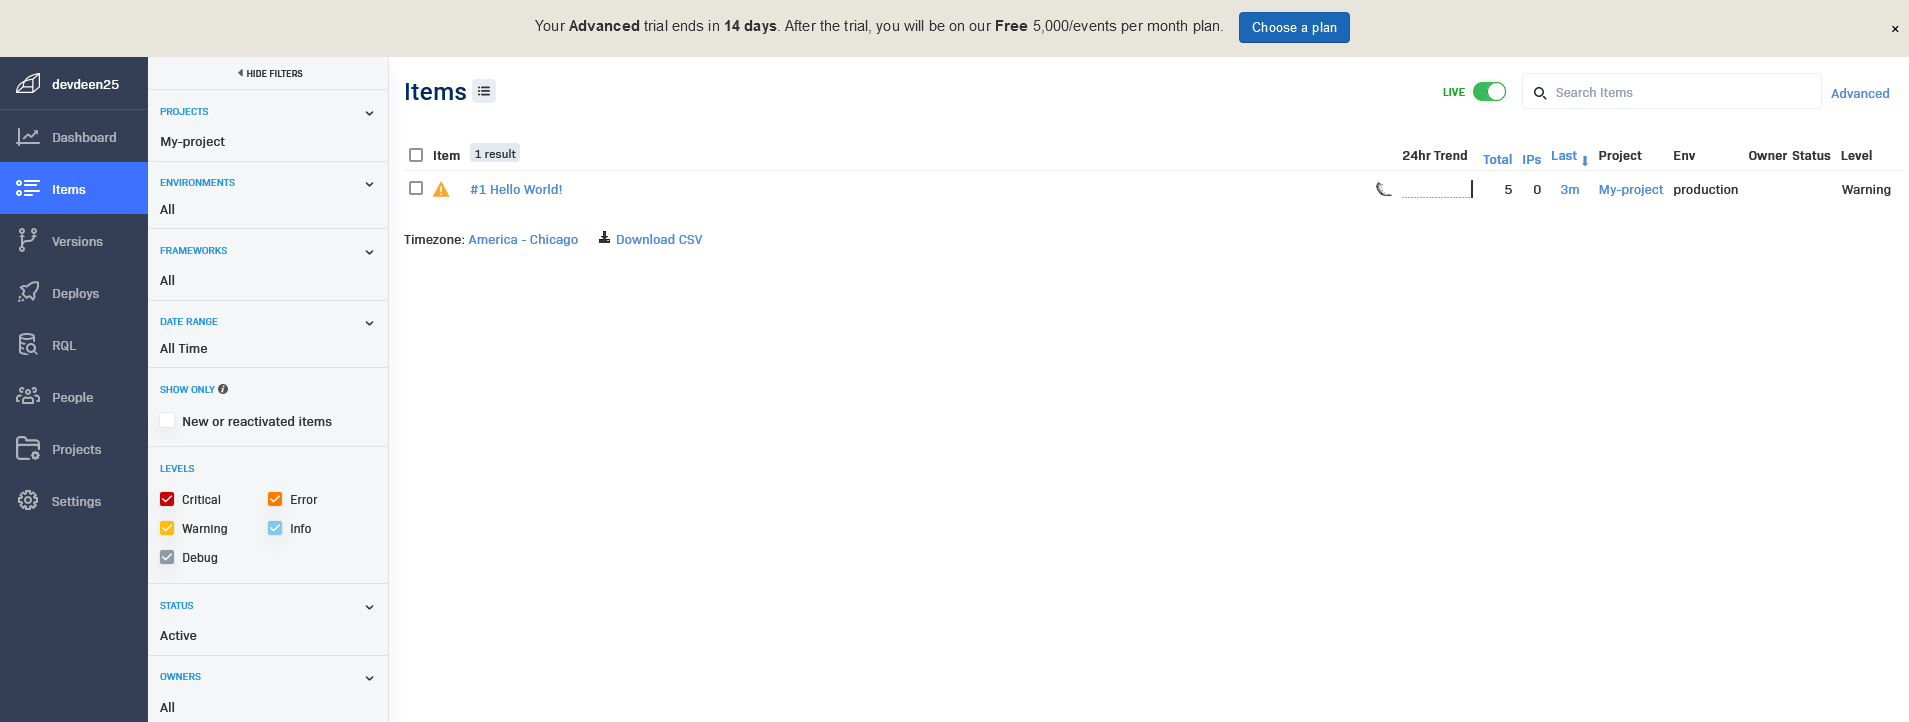 Your Advanced trial ends in 14 days. After the trial, you will be on our Free 5,000/events per month plan. Choose a plan ×
devdeen25
Dashboard
Items
Versions
Deploys
RQL
People
Projects
Settings
HIDE FILTERS
PROJECTS
My-project
ENVIRONMENTS
All
FRAMEWORKS
All
DATE RANGE
All Time
SHOW ONLY
New or reactivated items
LEVELS
Critical Error
Warning Info
Debug
STATUS
Active
OWNERS
All
Items LIVE Search Items Advanced
Item 1 result 24hr Trend Total IPs Last Project Env Owner Status Level
#1 Hello World! 5 0 3m My-project production Warning
Timezone: America - Chicago Download CSV